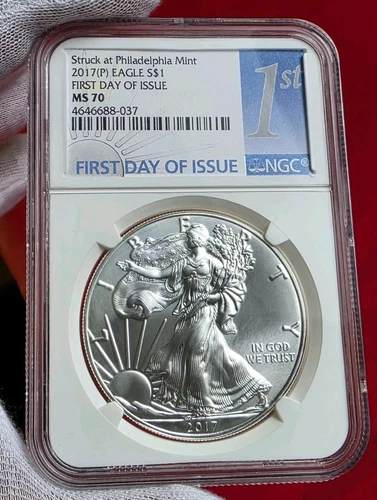 Struck at Philadelphia Mint
2017(P) EAGLE S$1
FIRST DAY OF ISSUE
MS 70
4646688-037
1st
FIRST DAY OF ISSUE
NGC®
LIBERTY
IN GOD
WE TRUST
2017